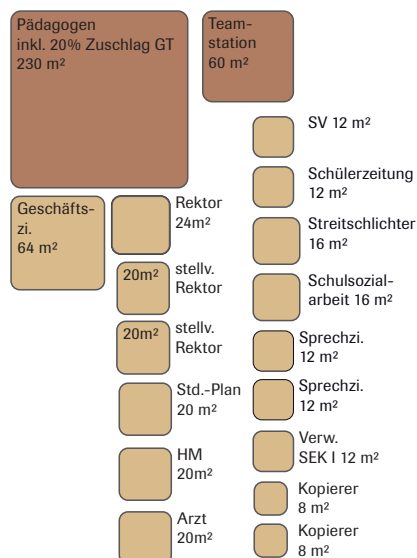 Pädagogen
inkl. 20% Zuschlag GT
230 m²
Team-
station
60 m²
Geschäfts-
zi.
64 m²
Rektor
24m²
20m²
stellv.
Rektor
20m²
stellv.
Rektor
Std.-Plan
20 m²
HM
20m²
Arzt
20m²
SV 12 m²
Schülerzeitung
12 m²
Streitschlichter
16 m²
Schulsozial-
arbeit 16 m²
Sprechzi.
12 m²
Sprechzi.
12 m²
Verw.
SEK I 12 m²
Kopierer
8 m²
Kopierer
8 m²